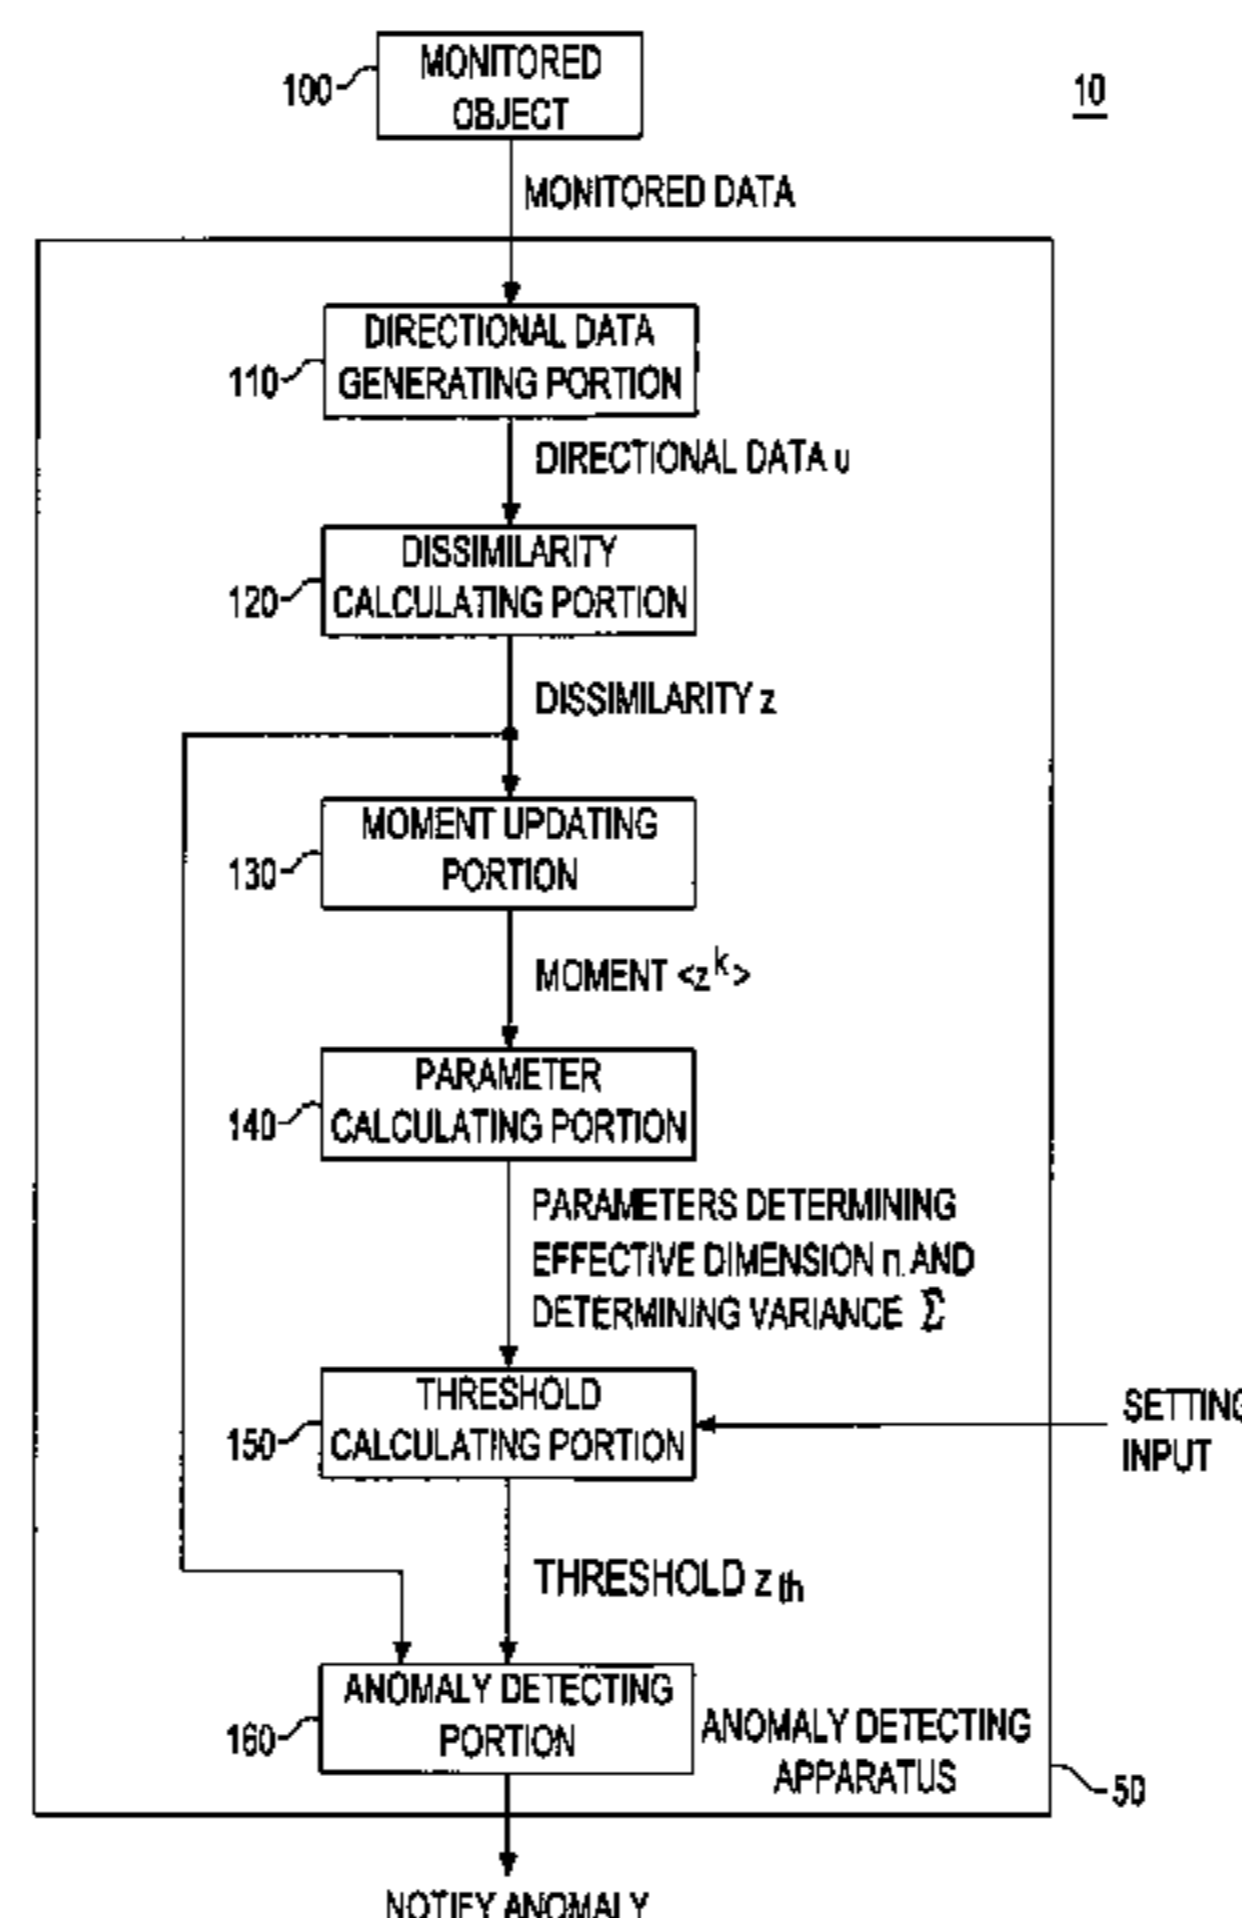 MONITORED
OBJECT
100
10
MONITORED DATA
DIRECTIONAL DATA
GENERATING PORTION
110
DIRECTIONAL DATA u
DISSIMILARITY
CALCULATING PORTION
120
DISSIMILARITY z
MOMENT UPDATING
PORTION
130
MOMENT <z^k>
PARAMETER
CALCULATING PORTION
140
PARAMETERS DETERMINING
EFFECTIVE DIMENSION n AND
DETERMINING VARIANCE Σ
THRESHOLD
CALCULATING PORTION
150
SETTING
INPUT
THRESHOLD z_th
ANOMALY DETECTING
PORTION
160
ANOMALY DETECTING
APPARATUS
50
NOTIFY ANOMALY